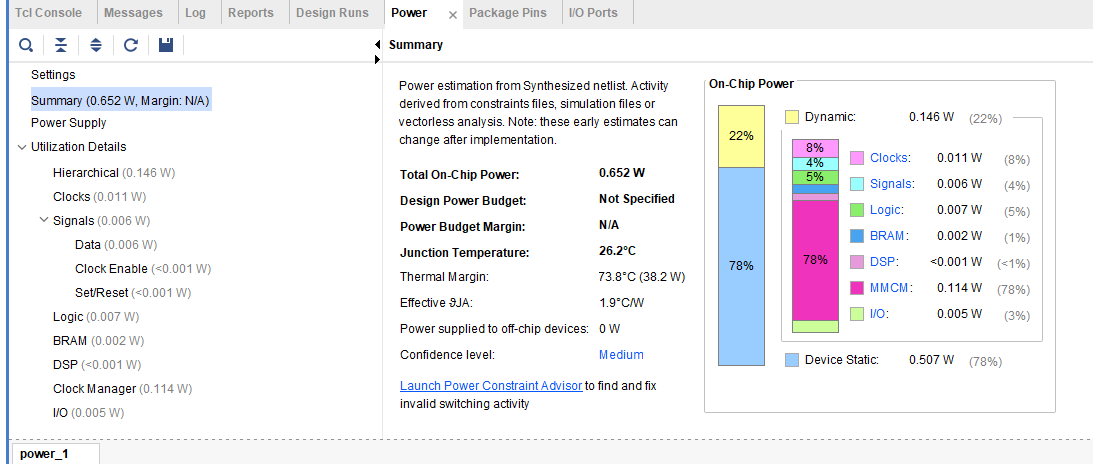 Tcl Console Messages Log Reports Design Runs Power Package Pins I/O Ports
Summary
Settings
Summary (0.652 W, Margin: N/A)
Power Supply
Utilization Details
Hierarchical (0.146 W)
Clocks (0.011 W)
Signals (0.006 W)
Data (0.006 W)
Clock Enable (<0.001 W)
Set/Reset (<0.001 W)
Logic (0.007 W)
BRAM (0.002 W)
DSP (<0.001 W)
Clock Manager (0.114 W)
I/O (0.005 W)
Power estimation from Synthesized netlist. Activity
derived from constraints files, simulation files or
vectorless analysis. Note: these early estimates can
change after implementation.
Total On-Chip Power: 0.652 W
Design Power Budget: Not Specified
Power Budget Margin: N/A
Junction Temperature: 26.2°C
Thermal Margin: 73.8°C (38.2 W)
Effective ϑJA: 1.9°C/W
Power supplied to off-chip devices: 0 W
Confidence level: Medium
Launch Power Constraint Advisor to find and fix
invalid switching activity
On-Chip Power
22%
78%
Dynamic: 0.146 W (22%)
8%
4%
5%
78%
Clocks: 0.011 W (8%)
Signals: 0.006 W (4%)
Logic: 0.007 W (5%)
BRAM: 0.002 W (1%)
DSP: <0.001 W (<1%)
MMCM: 0.114 W (78%)
I/O: 0.005 W (3%)
Device Static: 0.507 W (78%)
power_1